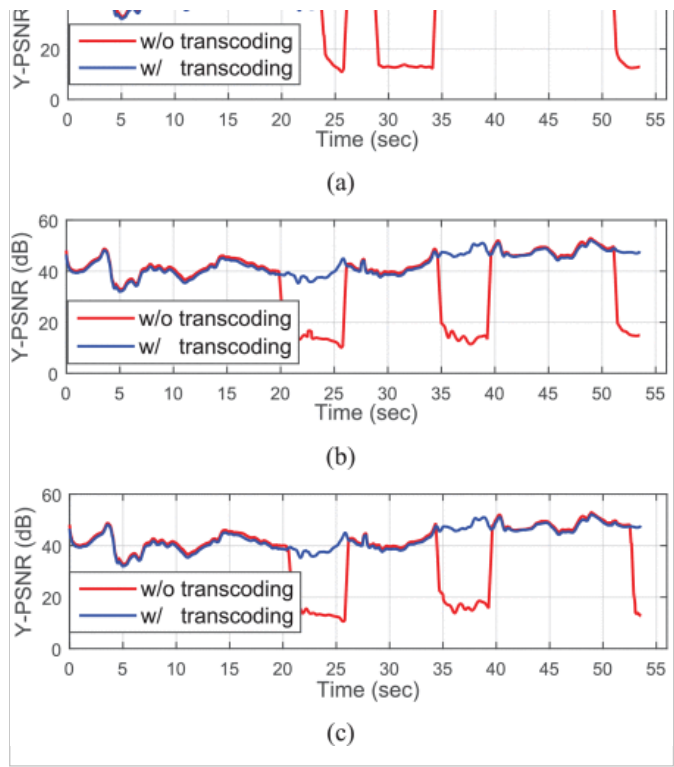 Y-PSNR
20
0
w/o transcoding
w/ transcoding
0 5 10 15 20 25 30 35 40 45 50 55
Time (sec)
(a)
Y-PSNR (dB)
60
40
20
0
w/o transcoding
w/ transcoding
0 5 10 15 20 25 30 35 40 45 50 55
Time (sec)
(b)
Y-PSNR (dB)
60
40
20
0
w/o transcoding
w/ transcoding
0 5 10 15 20 25 30 35 40 45 50 55
Time (sec)
(c)